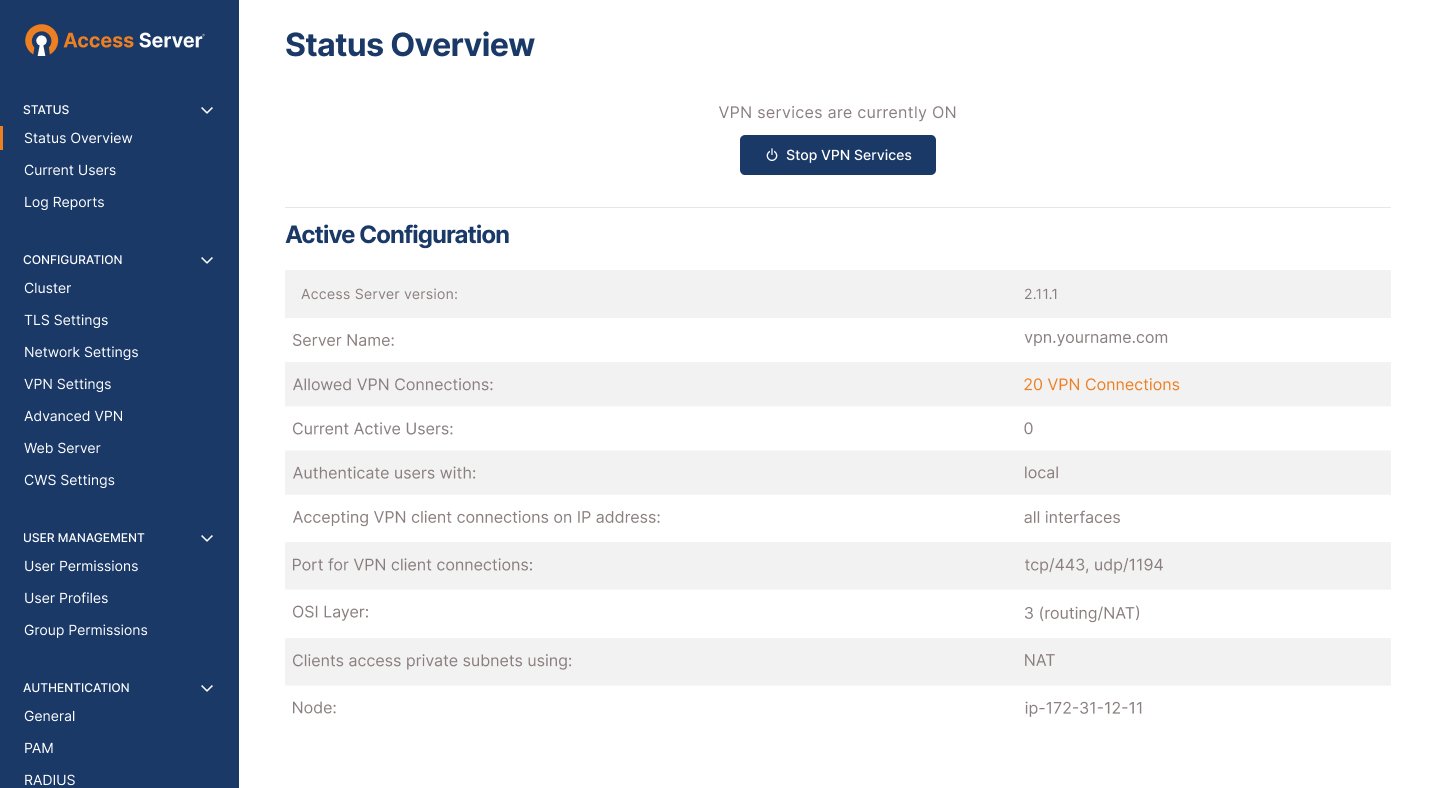 Access Server
STATUS
Status Overview
Current Users
Log Reports
CONFIGURATION
Cluster
TLS Settings
Network Settings
VPN Settings
Advanced VPN
Web Server
CWS Settings
USER MANAGEMENT
User Permissions
User Profiles
Group Permissions
AUTHENTICATION
General
PAM
RADIUS
Status Overview
VPN services are currently ON
Stop VPN Services
Active Configuration
Access Server version: 2.11.1
Server Name: vpn.yourname.com
Allowed VPN Connections: 20 VPN Connections
Current Active Users: 0
Authenticate users with: local
Accepting VPN client connections on IP address: all interfaces
Port for VPN client connections: tcp/443, udp/1194
OSI Layer: 3 (routing/NAT)
Clients access private subnets using: NAT
Node: ip-172-31-12-11